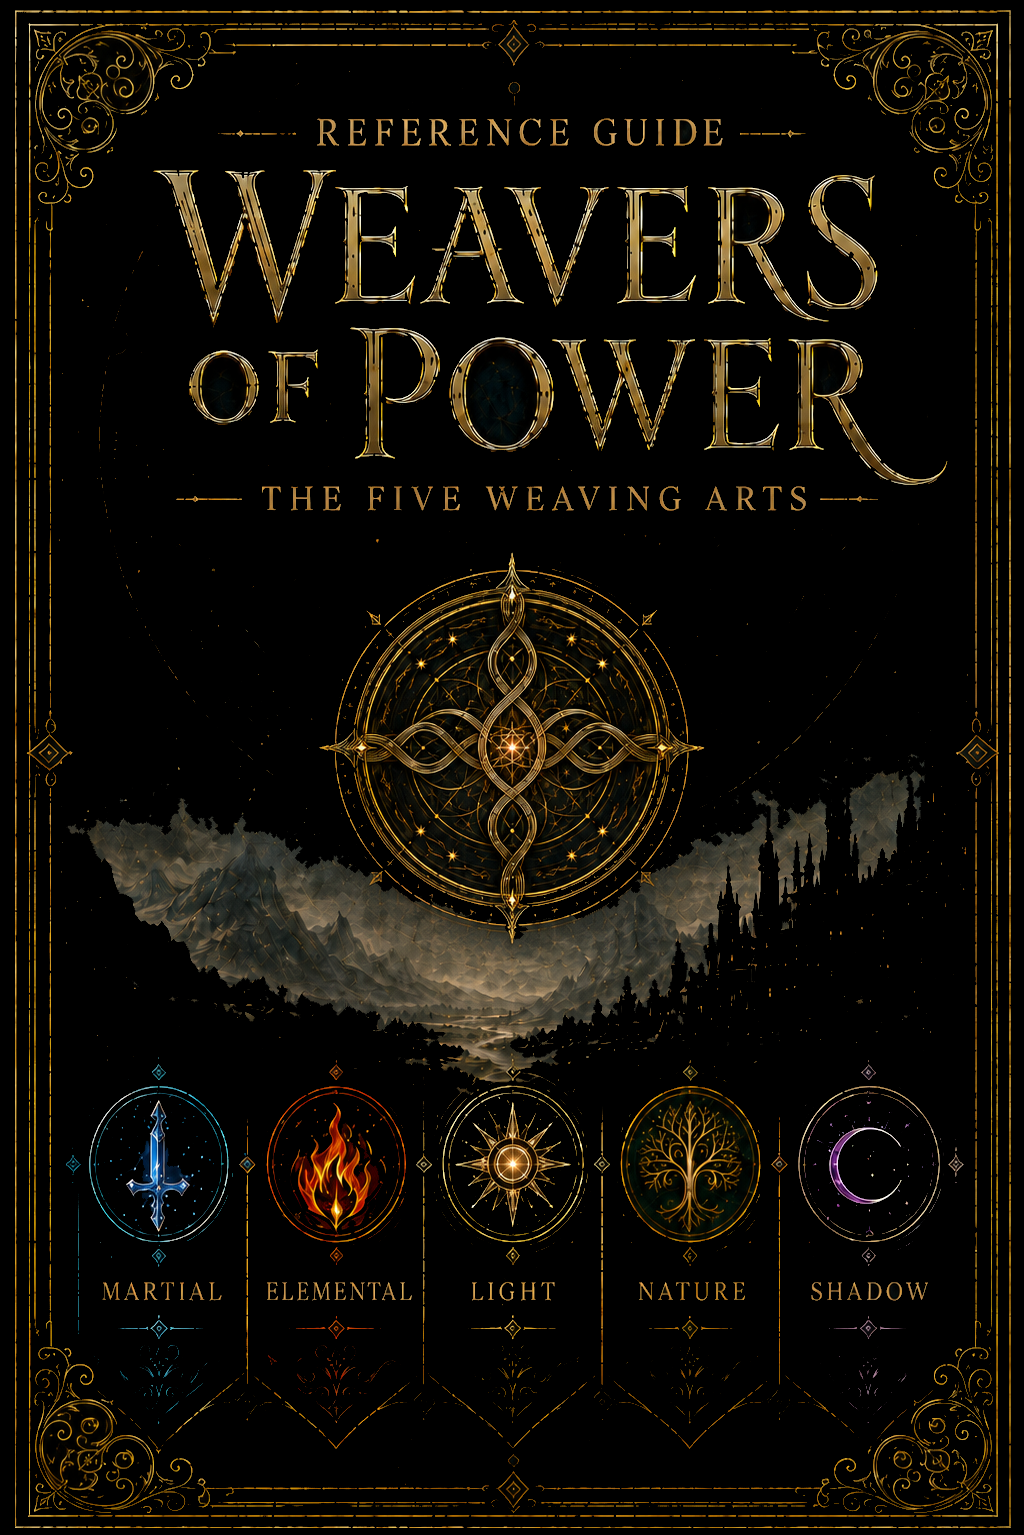 REFERENCE GUIDE
WEAVERS
OF POWER
THE FIVE WEAVING ARTS
MARTIAL
ELEMENTAL
LIGHT
NATURE
SHADOW